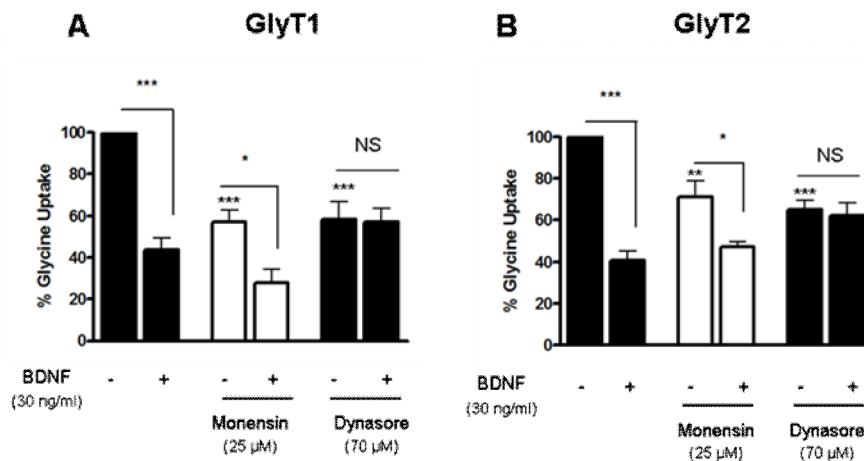 A GlyT1
***
*
NS
***
***
% Glycine Uptake
100
80
60
40
20
0
BDNF - + - + - +
(30 ng/ml)
Monensin Dynasore
(25 µM) (70 µM)
B GlyT2
***
*
NS
**
***
% Glycine Uptake
100
80
60
40
20
0
BDNF - + - + - +
(30 ng/ml)
Monensin Dynasore
(25 µM) (70 µM)